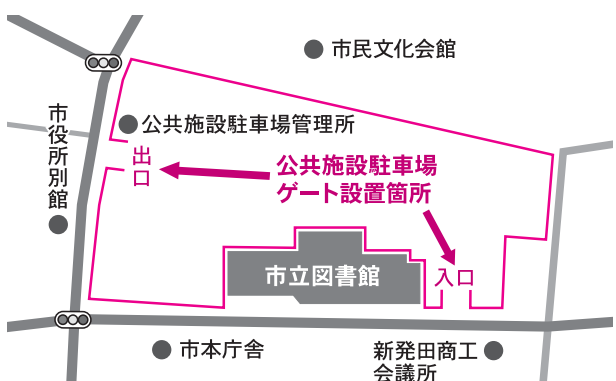 市民文化会館
公共施設駐車場管理所
市役所別館
出口
公共施設駐車場
ゲート設置箇所
入口
市立図書館
市本庁舎
新発田商工
会議所